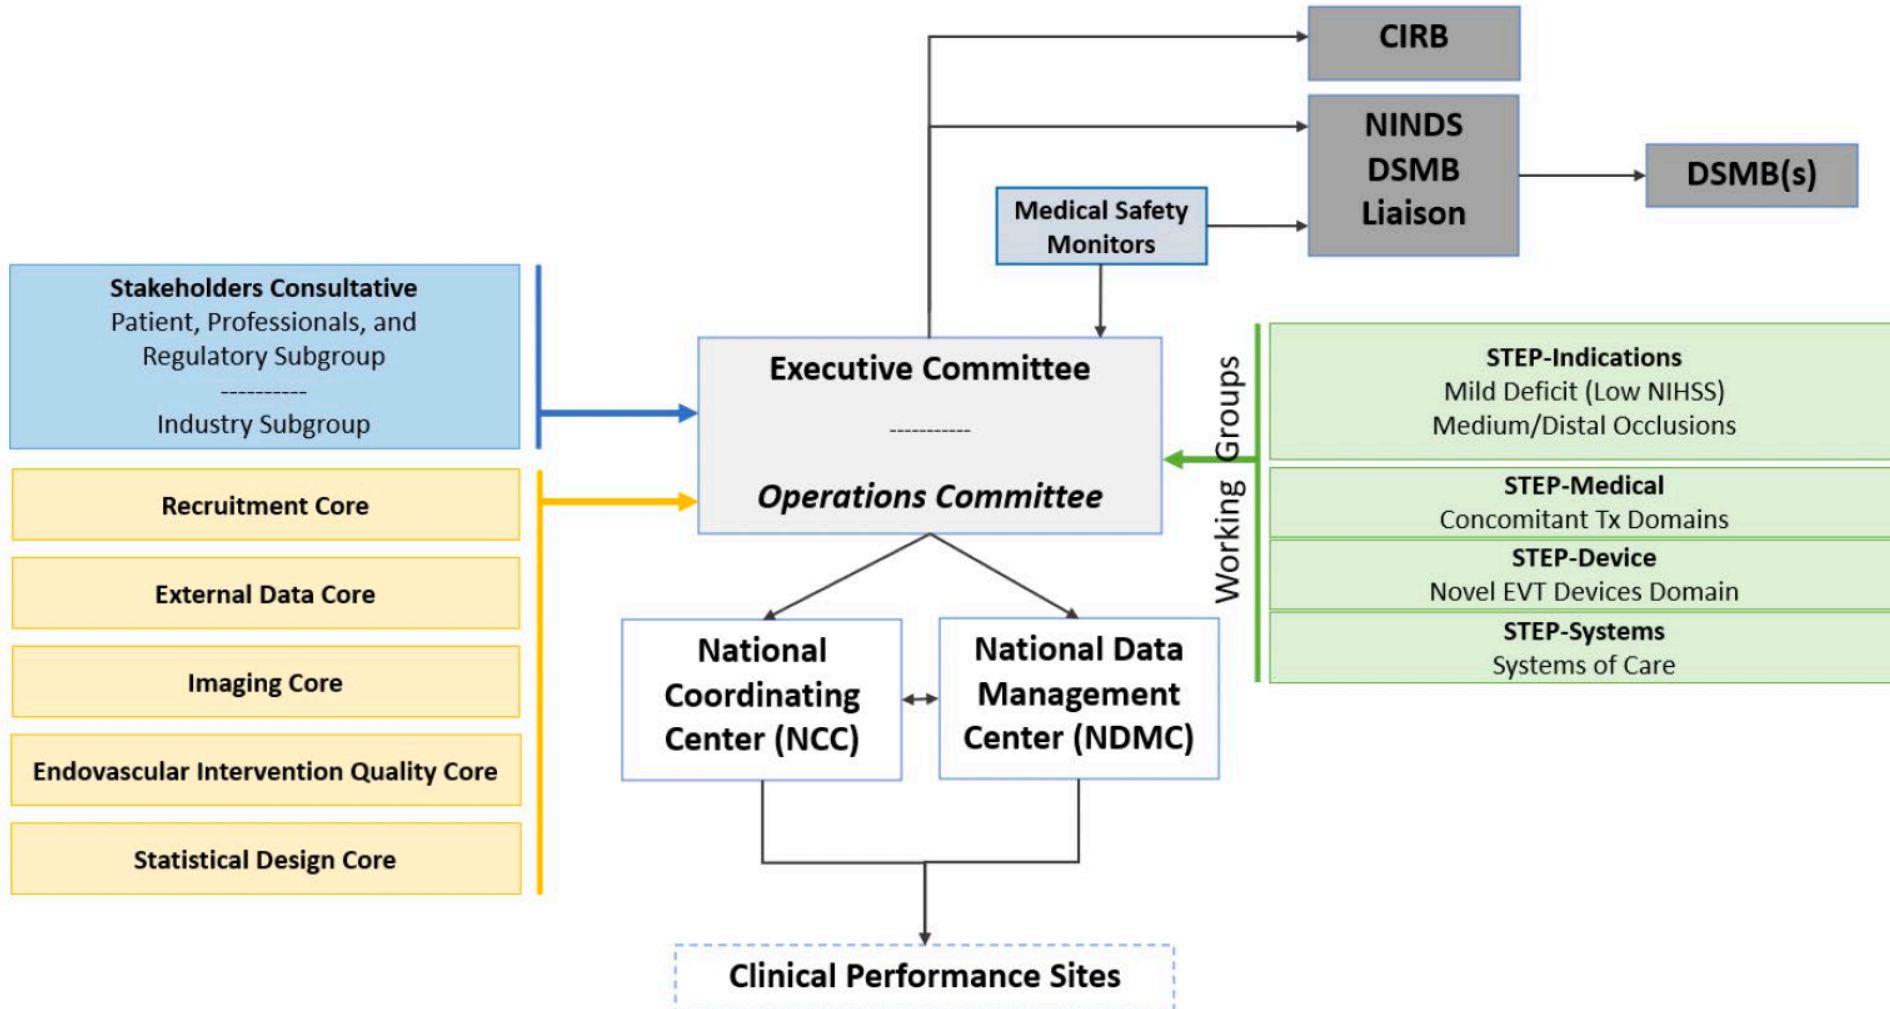 CIRB
NINDS
DSMB
Liaison
DSMB(s)
Medical Safety
Monitors
Stakeholders Consultative
Patient, Professionals, and
Regulatory Subgroup
----------
Industry Subgroup
Recruitment Core
External Data Core
Imaging Core
Endovascular Intervention Quality Core
Statistical Design Core
Executive Committee
-----------
Operations Committee
Working Groups
STEP-Indications
Mild Deficit (Low NIHSS)
Medium/Distal Occlusions
STEP-Medical
Concomitant Tx Domains
STEP-Device
Novel EVT Devices Domain
STEP-Systems
Systems of Care
National
Coordinating
Center (NCC)
National Data
Management
Center (NDMC)
Clinical Performance Sites